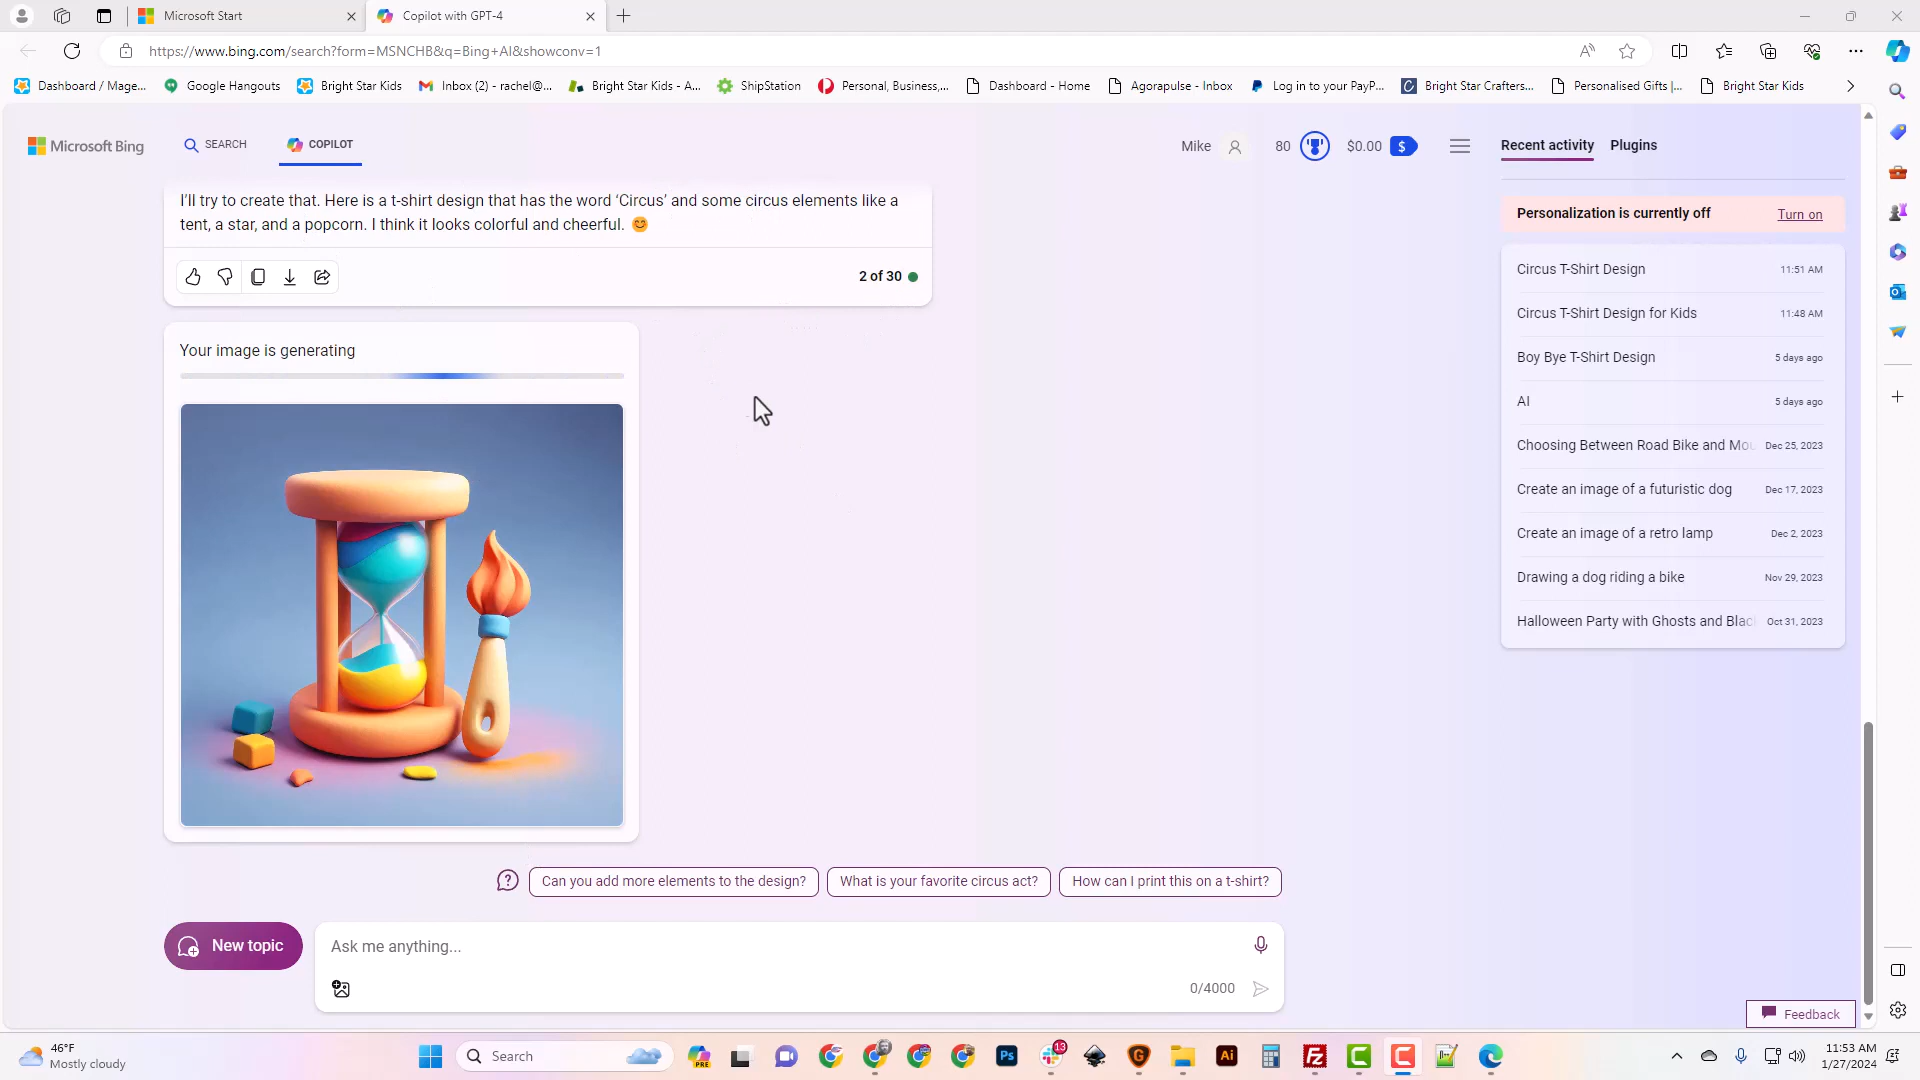 Microsoft Start
Copilot with GPT-4
https://www.bing.com/search?form=MSNCHB&q=Bing+AI&showconv=1
Dashboard / Mage...
Google Hangouts
Bright Star Kids
Inbox (2) - rachel@...
Bright Star Kids - A...
ShipStation
Personal, Business,...
Dashboard - Home
Agorapulse - Inbox
Log in to your PayP...
Bright Star Crafters...
Personalised Gifts |...
Bright Star Kids
Microsoft Bing
SEARCH
COPILOT
Mike
80
$0.00
$
Recent activity
Plugins
I'll try to create that. Here is a t-shirt design that has the word ‘Circus’ and some circus elements like a
tent, a star, and a popcorn. I think it looks colorful and cheerful. 😊
2 of 30
Your image is generating
Personalization is currently off
Turn on
Circus T-Shirt Design
11:51 AM
Circus T-Shirt Design for Kids
11:48 AM
Boy Bye T-Shirt Design
5 days ago
AI
5 days ago
Choosing Between Road Bike and Mou
Dec 25, 2023
Create an image of a futuristic dog
Dec 17, 2023
Create an image of a retro lamp
Dec 2, 2023
Drawing a dog riding a bike
Nov 29, 2023
Halloween Party with Ghosts and Blac
Oct 31, 2023
Can you add more elements to the design?
What is your favorite circus act?
How can I print this on a t-shirt?
New topic
Ask me anything...
0/4000
Feedback
46°F
Mostly cloudy
Search
PRE
Ps
13
Ai
11:53 AM
1/27/2024